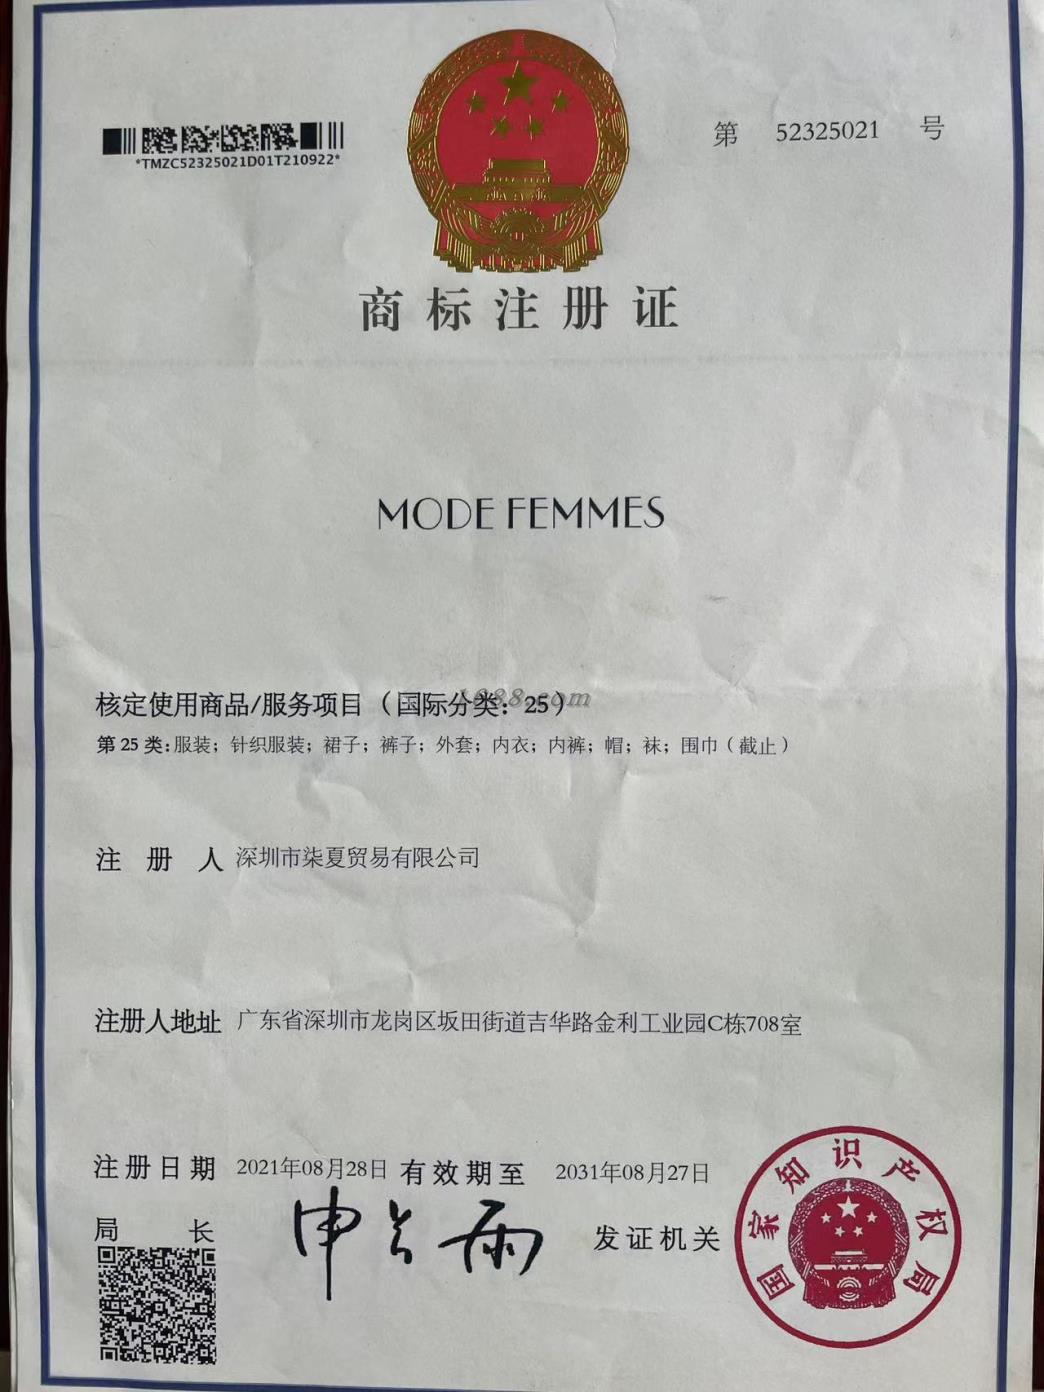 第 52325021 号
*TMZC52325021D01T210922*
商标注册证
MODE FEMMES
核定使用商品/服务项目（国际分类：25）
1688.com
第25类:服装；针织服装；裙子；裤子；外套；内衣；内裤；帽；袜；围巾（截止）
注册人 深圳市柒夏贸易有限公司
注册人地址 广东省深圳市龙岗区坂田街道吉华路金利工业园C栋708室
注册日期 2021年08月28日 有效期至 2031年08月27日
局长 申长雨 发证机关
国家知识产权局